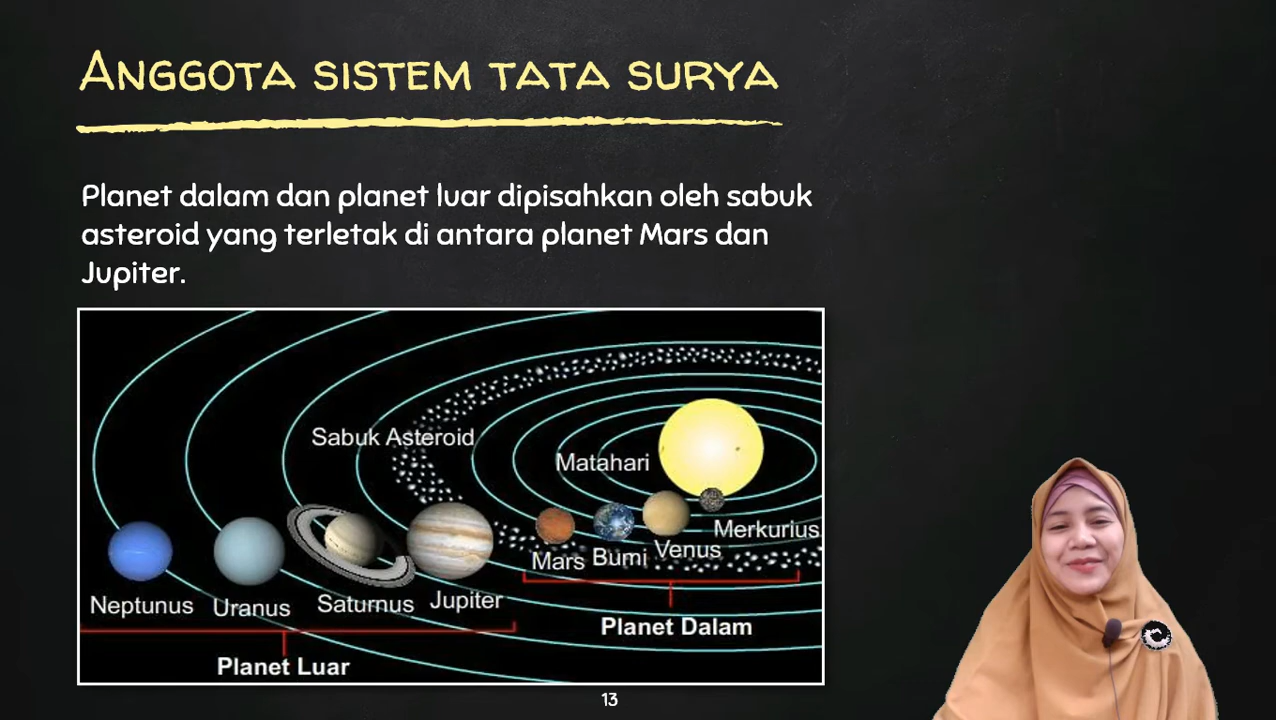 ANGGOTA SISTEM TATA SURYA
Planet dalam dan planet luar dipisahkan oleh sabuk
asteroid yang terletak di antara planet Mars dan
Jupiter.
Sabuk Asteroid
Matahari
Merkurius
Venus
Bumi
Mars
Jupiter
Saturnus
Uranus
Neptunus
Planet Dalam
Planet Luar
13